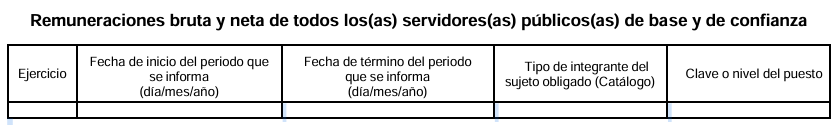 Remuneraciones bruta y neta de todos los(as) servidores(as) públicos(as) de base y de confianza
Ejercicio
Fecha de inicio del periodo que
se informa
(día/mes/año)
Fecha de término del periodo
que se informa
(día/mes/año)
Tipo de integrante del
sujeto obligado (Catálogo)
Clave o nivel del puesto